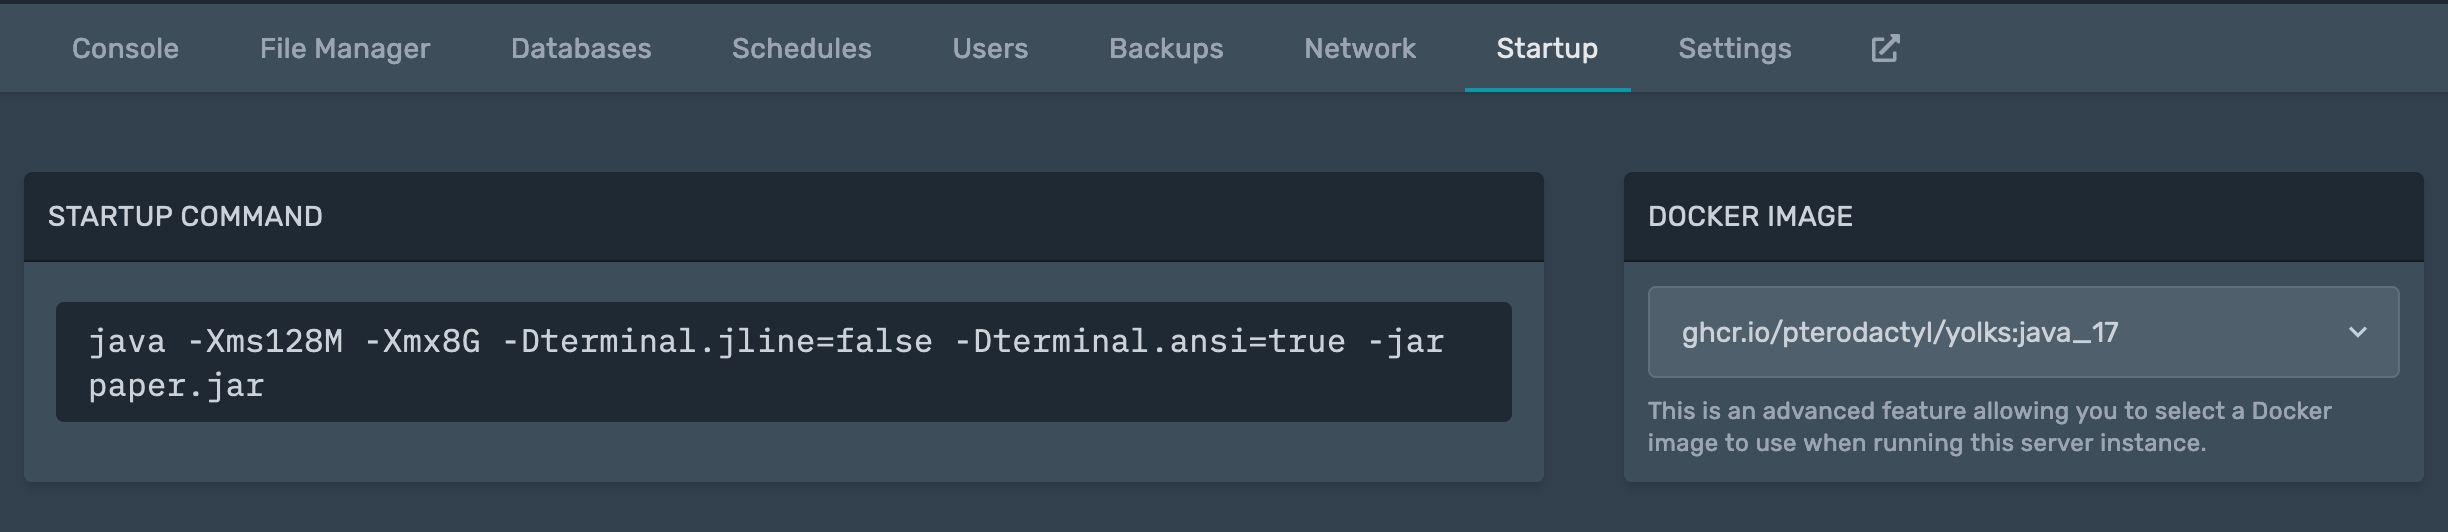 Console File Manager Databases Schedules Users Backups Network Startup Settings
STARTUP COMMAND
java -Xms128M -Xmx8G -Dterminal.jline=false -Dterminal.ansi=true -jar
paper.jar
DOCKER IMAGE
ghcr.io/pterodactyl/yolks:java_17
This is an advanced feature allowing you to select a Docker
image to use when running this server instance.